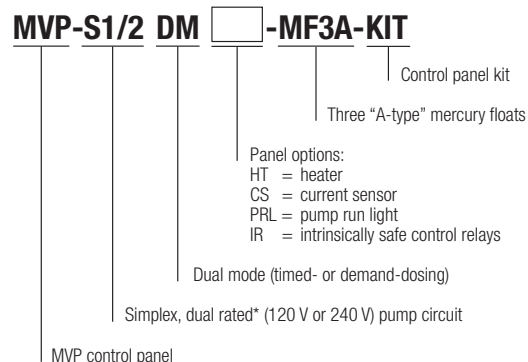 MVP-S1/2 DM -MF3A-KIT
Control panel kit
Three “A-type” mercury floats
Panel options:
HT = heater
CS = current sensor
PRL = pump run light
IR = intrinsically safe control relays
Dual mode (timed- or demand-dosing)
Simplex, dual rated* (120 V or 240 V) pump circuit
MVP control panel